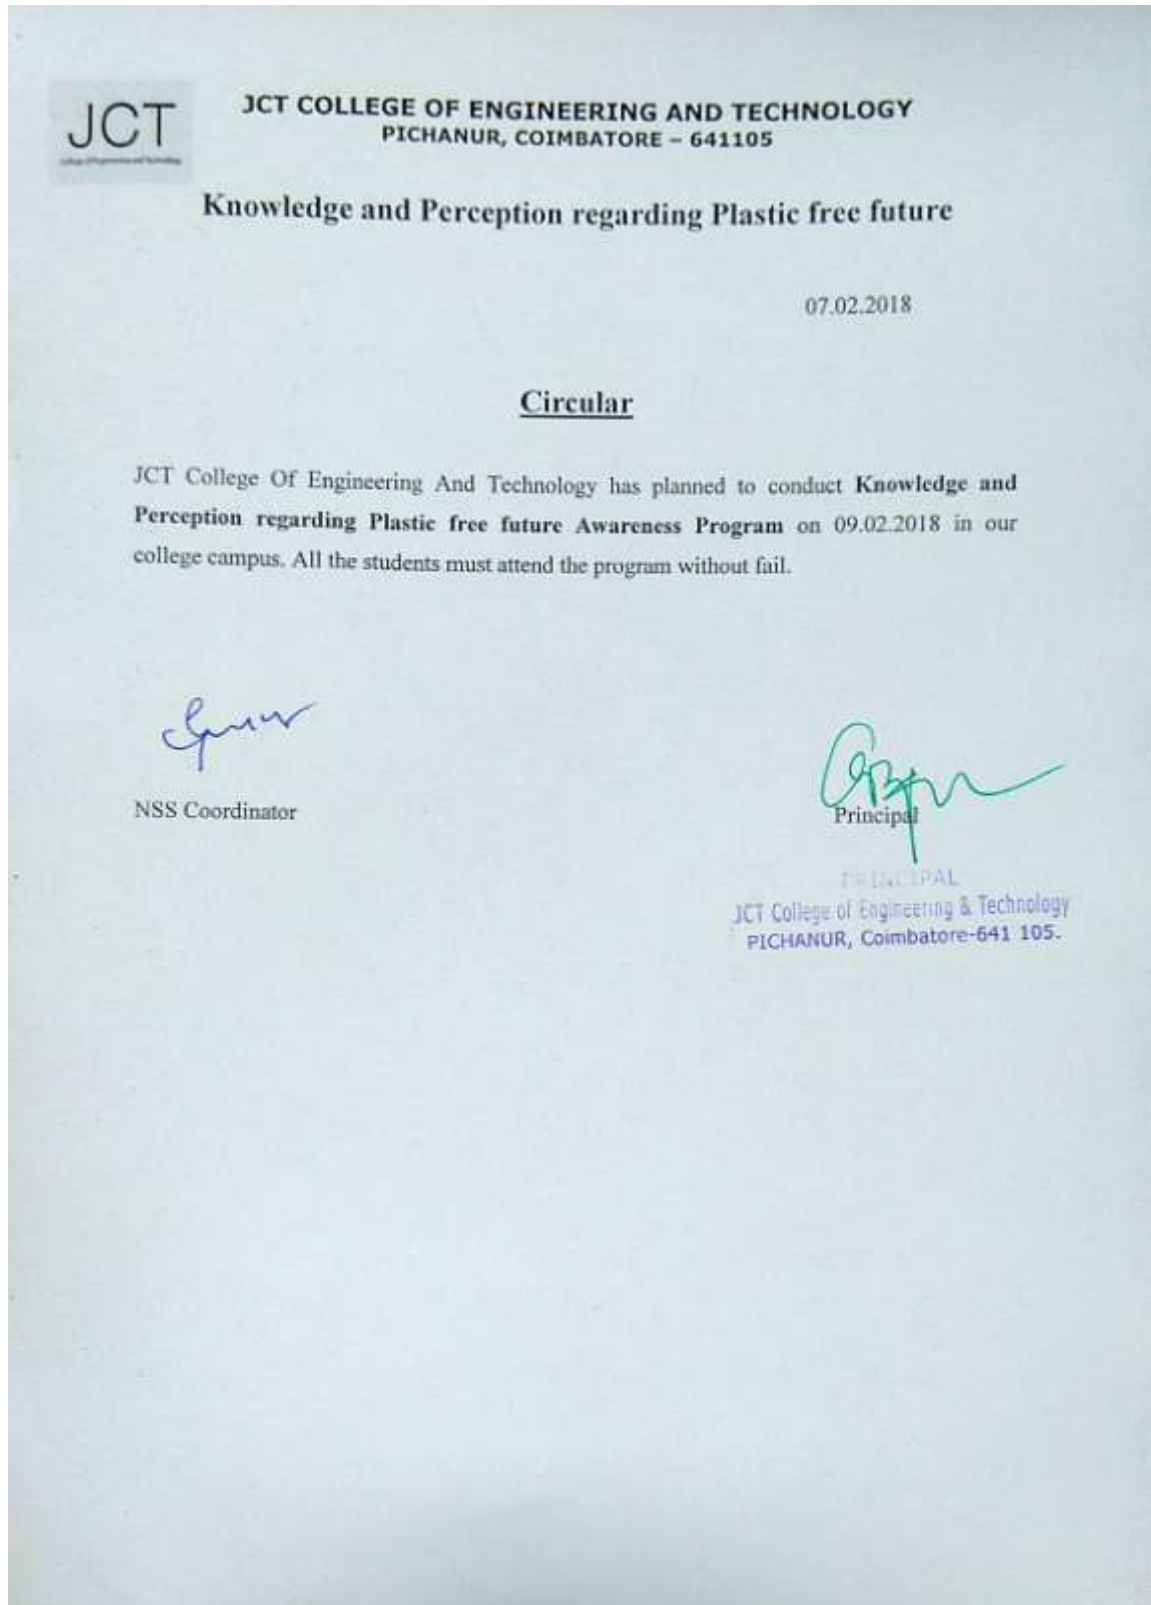 JCT
JCT COLLEGE OF ENGINEERING AND TECHNOLOGY
PICHANUR, COIMBATORE – 641105
Knowledge and Perception regarding Plastic free future
07.02.2018
Circular
JCT College Of Engineering And Technology has planned to conduct Knowledge and
Perception regarding Plastic free future Awareness Program on 09.02.2018 in our
college campus. All the students must attend the program without fail.
NSS Coordinator
Principal
PRINCIPAL
JCT College of Engineering & Technology
PICHANUR, Coimbatore-641 105.